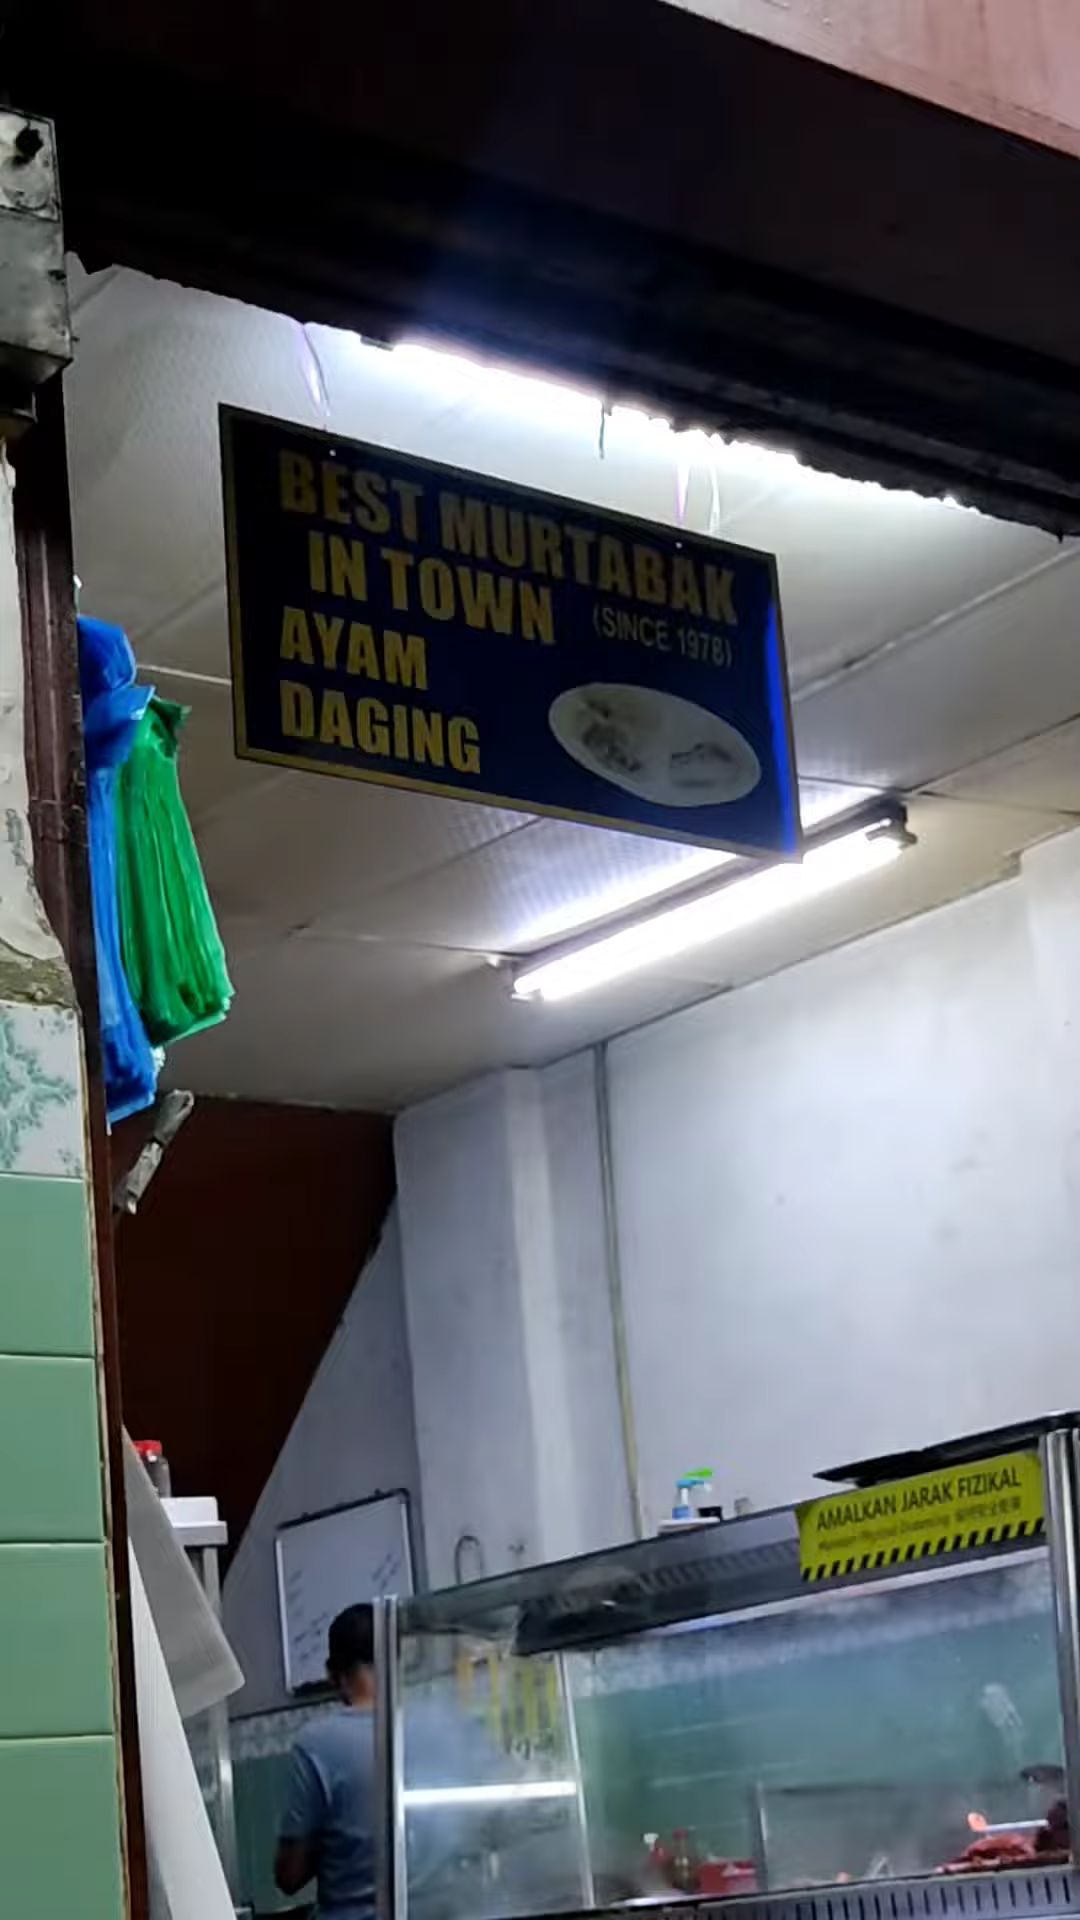 BEST MURTABAK
IN TOWN
(SINCE 1978)
AYAM
DAGING
AMALKAN JARAK FIZIKAL